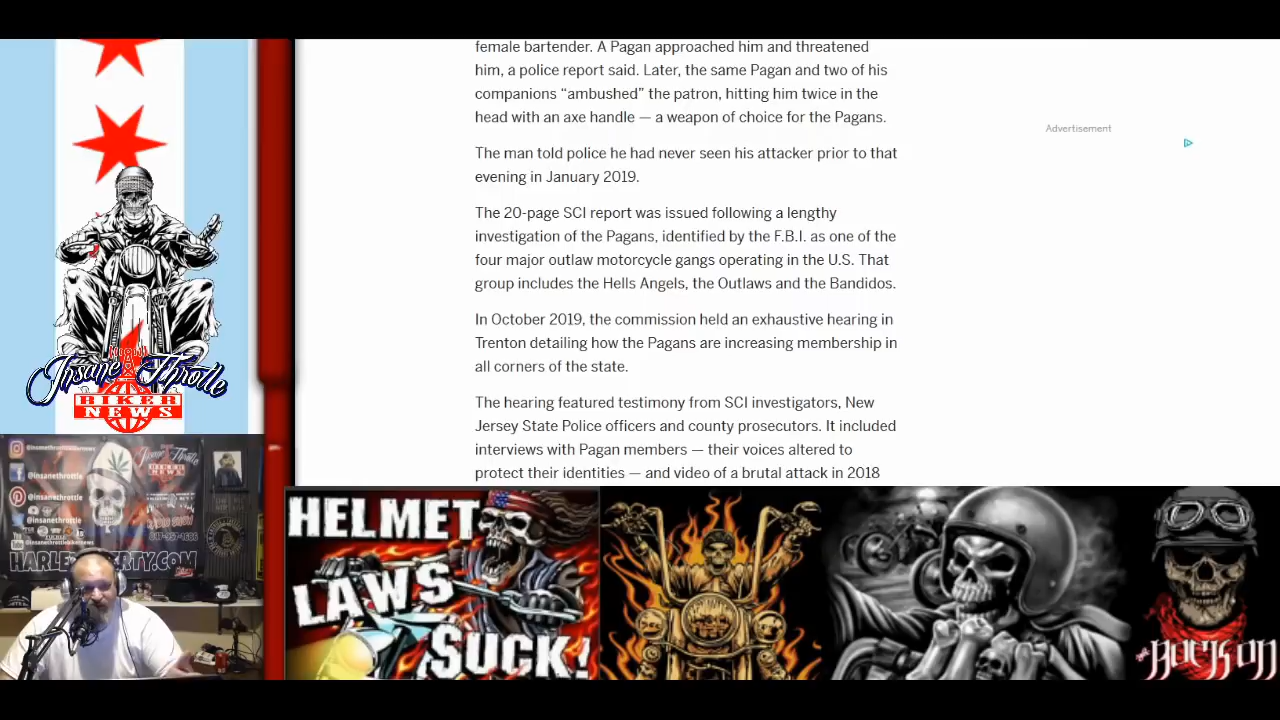 female bartender. A Pagan approached him and threatened
him, a police report said. Later, the same Pagan and two of his
companions “ambushed” the patron, hitting him twice in the
head with an axe handle — a weapon of choice for the Pagans.
The man told police he had never seen his attacker prior to that
evening in January 2019.
The 20-page SCI report was issued following a lengthy
investigation of the Pagans, identified by the F.B.I. as one of the
four major outlaw motorcycle gangs operating in the U.S. That
group includes the Hells Angels, the Outlaws and the Bandidos.
In October 2019, the commission held an exhaustive hearing in
Trenton detailing how the Pagans are increasing membership in
all corners of the state.
The hearing featured testimony from SCI investigators, New
Jersey State Police officers and county prosecutors. It included
interviews with Pagan members — their voices altered to
protect their identities — and video of a brutal attack in 2018
Advertisement
Insane Throttle
BIKER
NEWS
@insanethrottle
@insanethrottle
@insanethrottle
RADIO SHOW
HELMET
LAWS
SUCK!